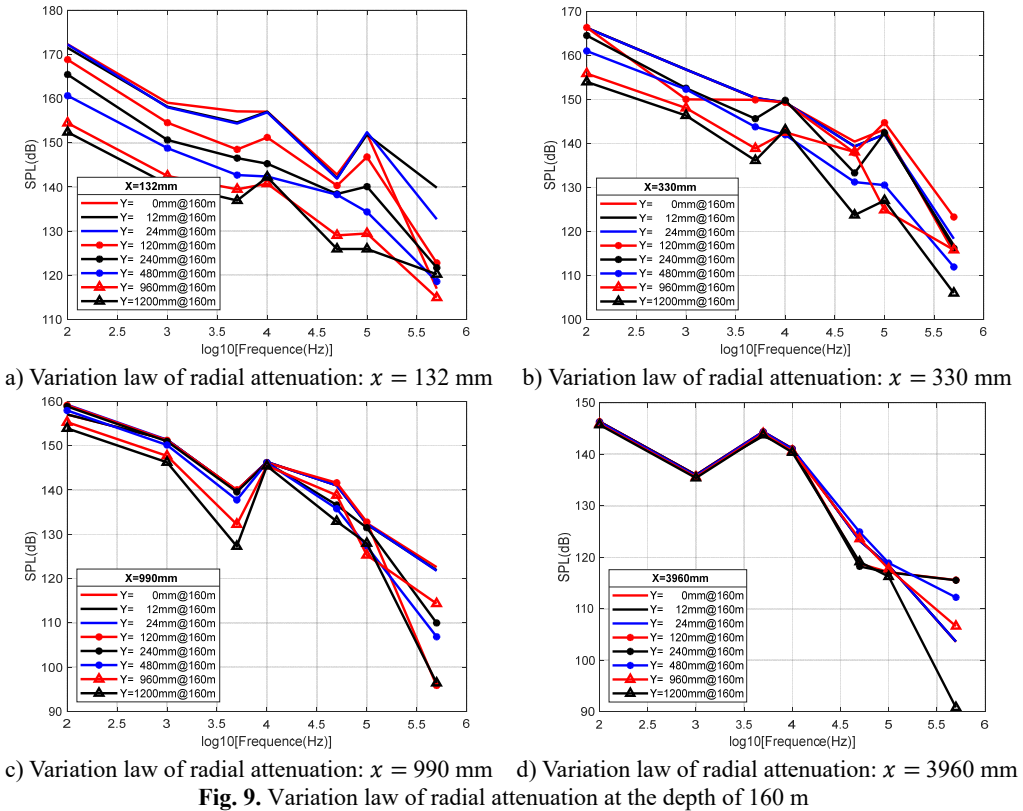 180
170
160
150
140
130
120
110
SPL(dB)
X=132mm
Y= 0mm@160m
Y= 12mm@160m
Y= 24mm@160m
Y= 120mm@160m
Y= 240mm@160m
Y= 480mm@160m
Y= 960mm@160m
Y=1200mm@160m
2 2.5 3 3.5 4 4.5 5 5.5 6
log10[Frequence(Hz)]
170
160
150
140
130
120
110
100
SPL(dB)
X=330mm
Y= 0mm@160m
Y= 12mm@160m
Y= 24mm@160m
Y= 120mm@160m
Y= 240mm@160m
Y= 480mm@160m
Y= 960mm@160m
Y=1200mm@160m
2 2.5 3 3.5 4 4.5 5 5.5 6
log10[Frequence(Hz)]
a) Variation law of radial attenuation: x = 132 mm
b) Variation law of radial attenuation: x = 330 mm
160
150
140
130
120
110
100
90
SPL(dB)
X=990mm
Y= 0mm@160m
Y= 12mm@160m
Y= 24mm@160m
Y= 120mm@160m
Y= 240mm@160m
Y= 480mm@160m
Y= 960mm@160m
Y=1200mm@160m
2 2.5 3 3.5 4 4.5 5 5.5 6
log10[Frequence(Hz)]
150
140
130
120
110
100
90
SPL(dB)
X=3960mm
Y= 0mm@160m
Y= 12mm@160m
Y= 24mm@160m
Y= 120mm@160m
Y= 240mm@160m
Y= 480mm@160m
Y= 960mm@160m
Y=1200mm@160m
2 2.5 3 3.5 4 4.5 5 5.5 6
log10[Frequence(Hz)]
c) Variation law of radial attenuation: x = 990 mm
d) Variation law of radial attenuation: x = 3960 mm
Fig. 9. Variation law of radial attenuation at the depth of 160 m